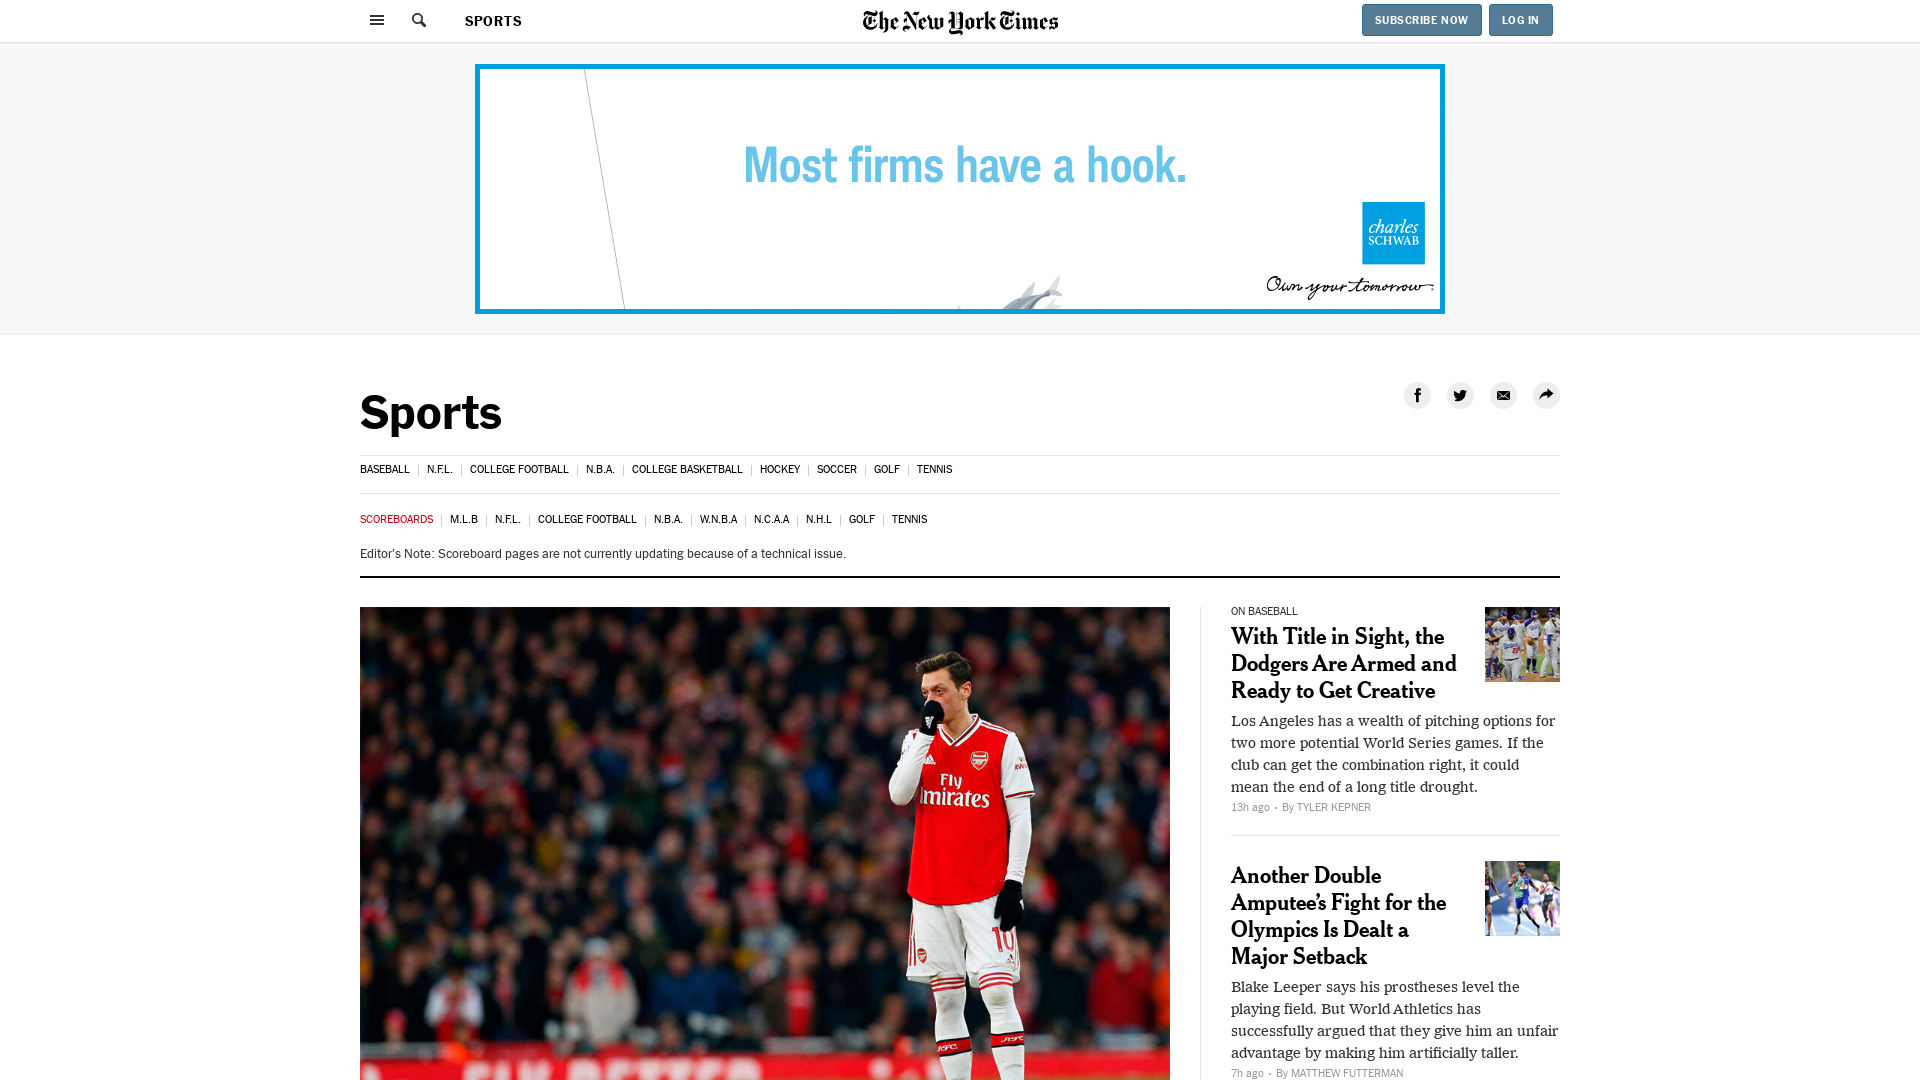 SPORTS
The New York Times
SUBSCRIBE NOW
LOG IN
Most firms have a hook.
charles
SCHWAB
Own your tomorrow
Sports
BASEBALL
N.F.L.
COLLEGE FOOTBALL
N.B.A.
COLLEGE BASKETBALL
HOCKEY
SOCCER
GOLF
TENNIS
SCOREBOARDS
M.L.B
N.F.L.
COLLEGE FOOTBALL
N.B.A.
W.N.B.A
N.C.A.A
N.H.L
GOLF
TENNIS
Editor's Note: Scoreboard pages are not currently updating because of a technical issue.
Fly
Emirates
10
ON BASEBALL
With Title in Sight, the
Dodgers Are Armed and
Ready to Get Creative
Los Angeles has a wealth of pitching options for
two more potential World Series games. If the
club can get the combination right, it could
mean the end of a long title drought.
13h ago · By TYLER KEPNER
Another Double
Amputee’s Fight for the
Olympics Is Dealt a
Major Setback
Blake Leeper says his prostheses level the
playing field. But World Athletics has
successfully argued that they give him an unfair
advantage by making him artificially taller.
7h ago · By MATTHEW FUTTERMAN